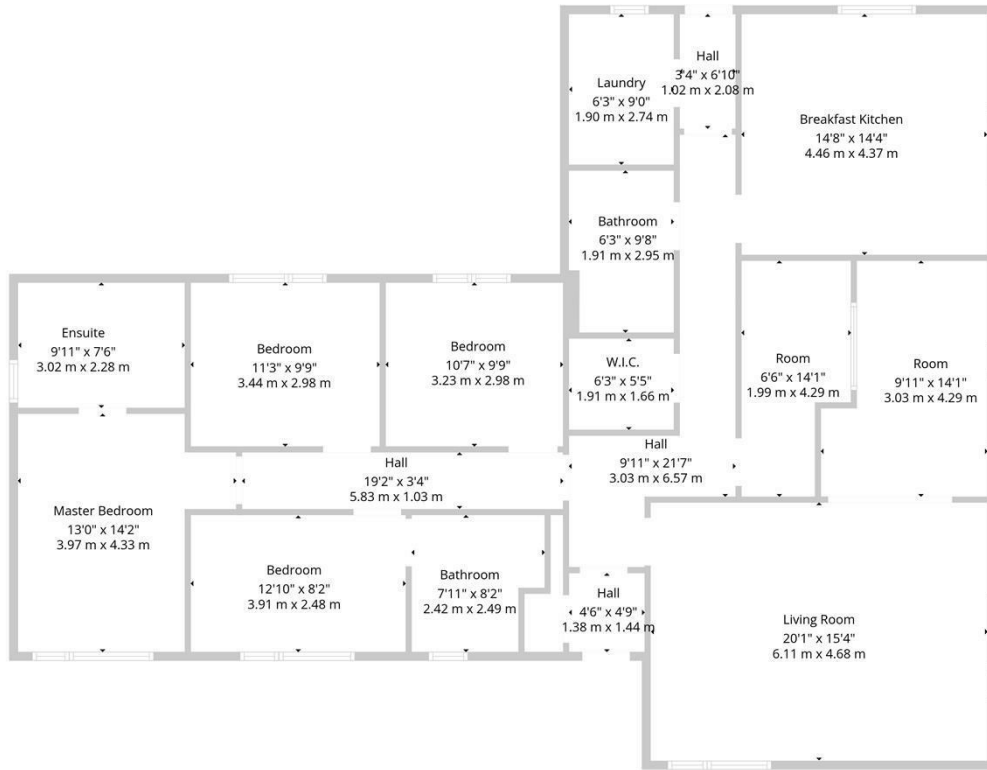 Hall
3'4" x 6'10"
1.02 m x 2.08 m
Laundry
6'3" x 9'0"
1.90 m x 2.74 m
Breakfast Kitchen
14'8" x 14'4"
4.46 m x 4.37 m
Bathroom
6'3" x 9'8"
1.91 m x 2.95 m
Ensuite
9'11" x 7'6"
3.02 m x 2.28 m
Bedroom
11'3" x 9'9"
3.44 m x 2.98 m
Bedroom
10'7" x 9'9"
3.23 m x 2.98 m
W.I.C.
6'3" x 5'5"
1.91 m x 1.66 m
Room
6'6" x 14'1"
1.99 m x 4.29 m
Room
9'11" x 14'1"
3.03 m x 4.29 m
Hall
9'11" x 21'7"
3.03 m x 6.57 m
Hall
19'2" x 3'4"
5.83 m x 1.03 m
Master Bedroom
13'0" x 14'2"
3.97 m x 4.33 m
Bedroom
12'10" x 8'2"
3.91 m x 2.48 m
Bathroom
7'11" x 8'2"
2.42 m x 2.49 m
Hall
4'6" x 4'9"
1.38 m x 1.44 m
Living Room
20'1" x 15'4"
6.11 m x 4.68 m